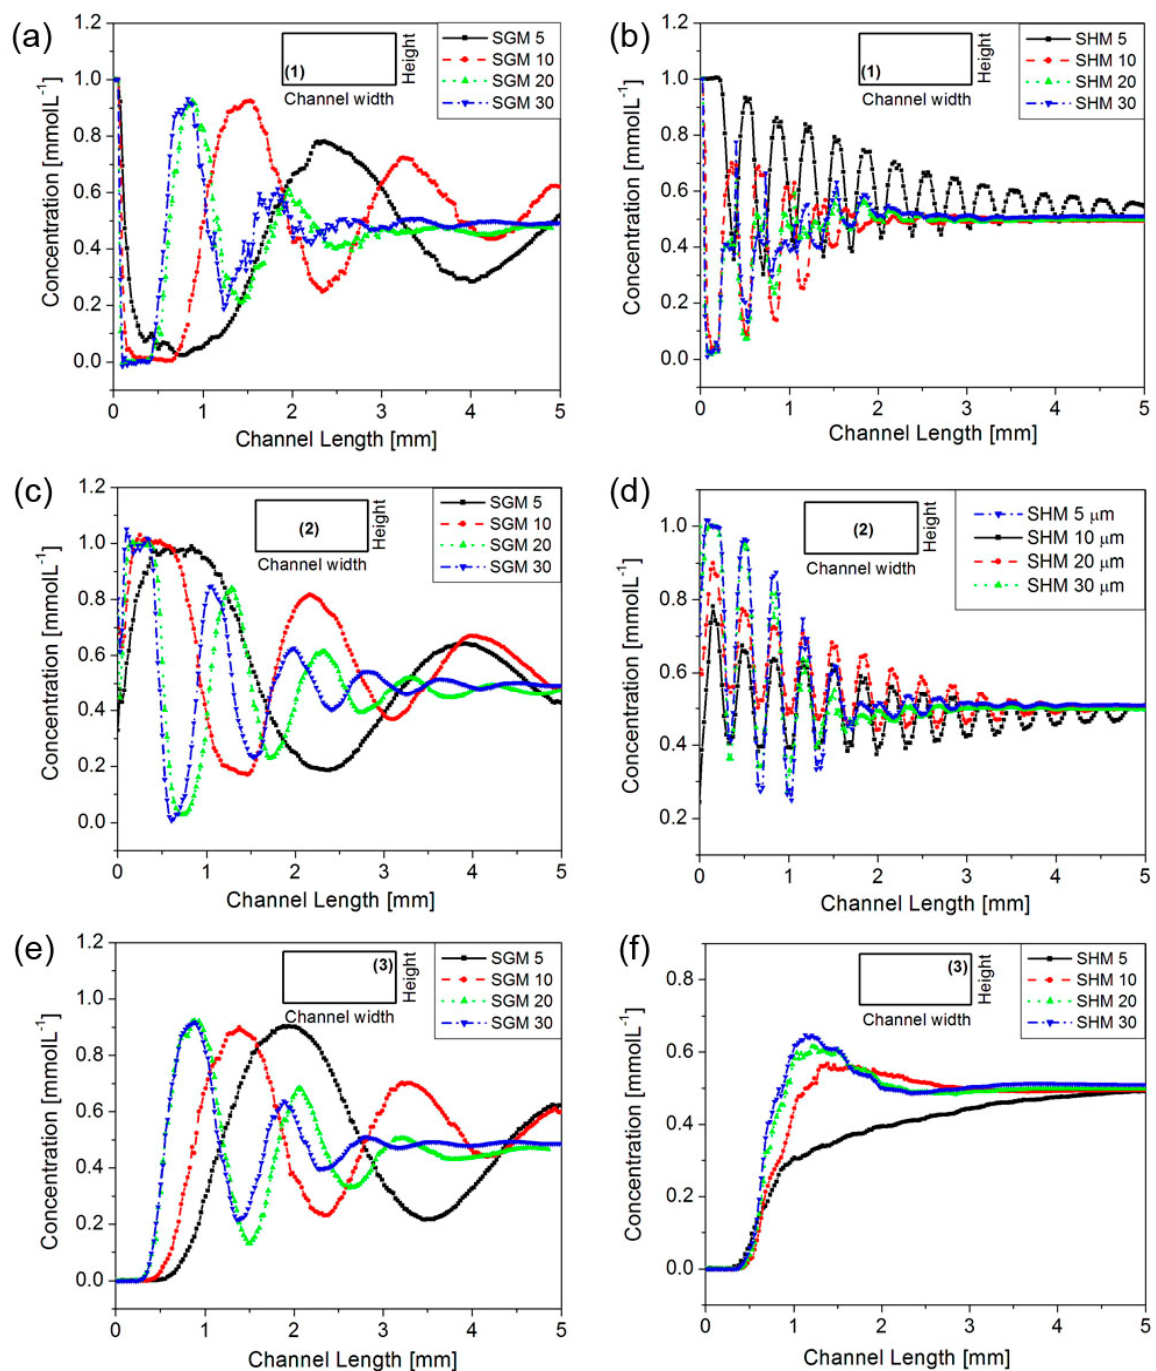 (a)
1.2
1.0
0.8
0.6
0.4
0.2
0.0
Concentration [mmolL⁻¹]
0 1 2 3 4 5
Channel Length [mm]
(1)
Channel width
Height
SGM 5
SGM 10
SGM 20
SGM 30
(b)
1.2
1.0
0.8
0.6
0.4
0.2
0.0
Concentration [mmolL⁻¹]
0 1 2 3 4 5
Channel Length [mm]
(1)
Channel width
Height
SHM 5
SHM 10
SHM 20
SHM 30
(c)
1.2
1.0
0.8
0.6
0.4
0.2
0.0
Concentration [mmolL⁻¹]
0 1 2 3 4 5
Channel Length [mm]
(2)
Channel width
Height
SGM 5
SGM 10
SGM 20
SGM 30
(d)
1.0
0.8
0.6
0.4
0.2
Concentration [mmolL⁻¹]
0 1 2 3 4 5
Channel Length [mm]
(2)
Channel width
Height
SHM 5 μm
SHM 10 μm
SHM 20 μm
SHM 30 μm
(e)
1.2
1.0
0.8
0.6
0.4
0.2
0.0
Concentration [mmolL⁻¹]
0 1 2 3 4 5
Channel Length [mm]
(3)
Channel width
Height
SGM 5
SGM 10
SGM 20
SGM 30
(f)
0.8
0.6
0.4
0.2
0.0
Concentration [mmolL⁻¹]
0 1 2 3 4 5
Channel Length [mm]
(3)
Channel width
Height
SHM 5
SHM 10
SHM 20
SHM 30